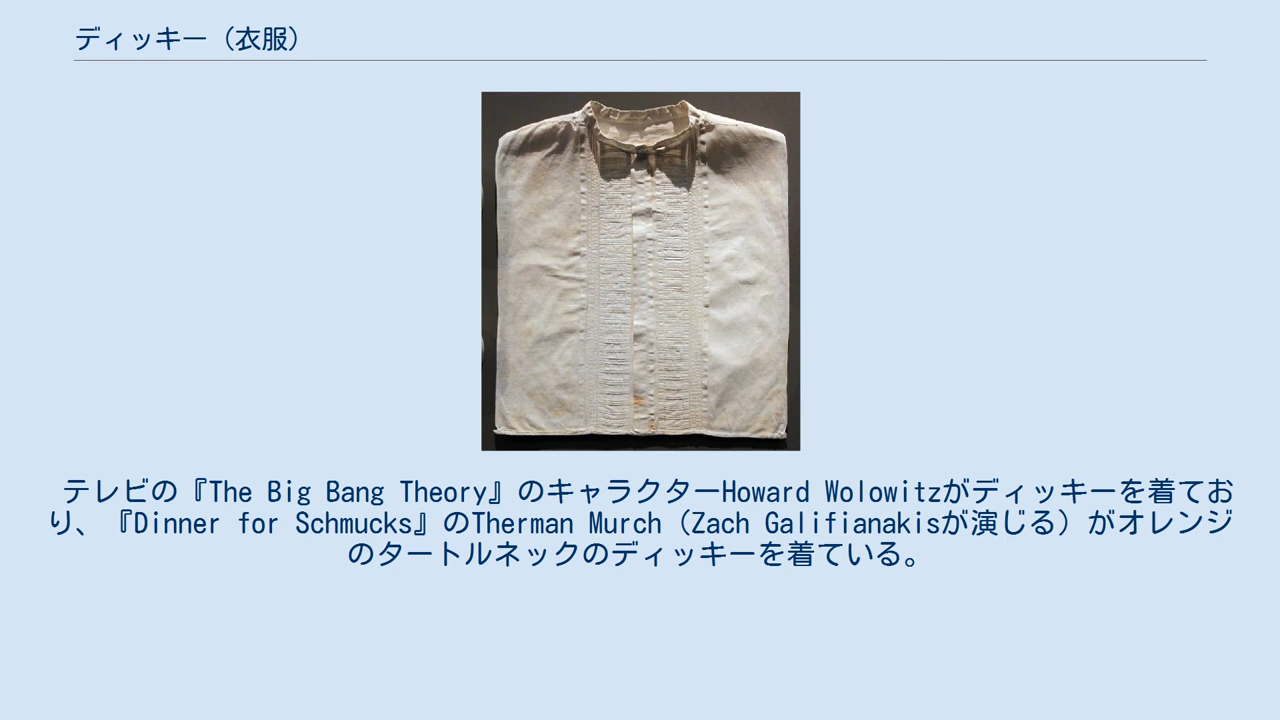 ディッキー（衣服）
テレビの『The Big Bang Theory』のキャラクターHoward Wolowitzがディッキーを着てお
り、『Dinner for Schmucks』のTherman Murch（Zach Galifianakisが演じる）がオレンジ
のタートルネックのディッキーを着ている。